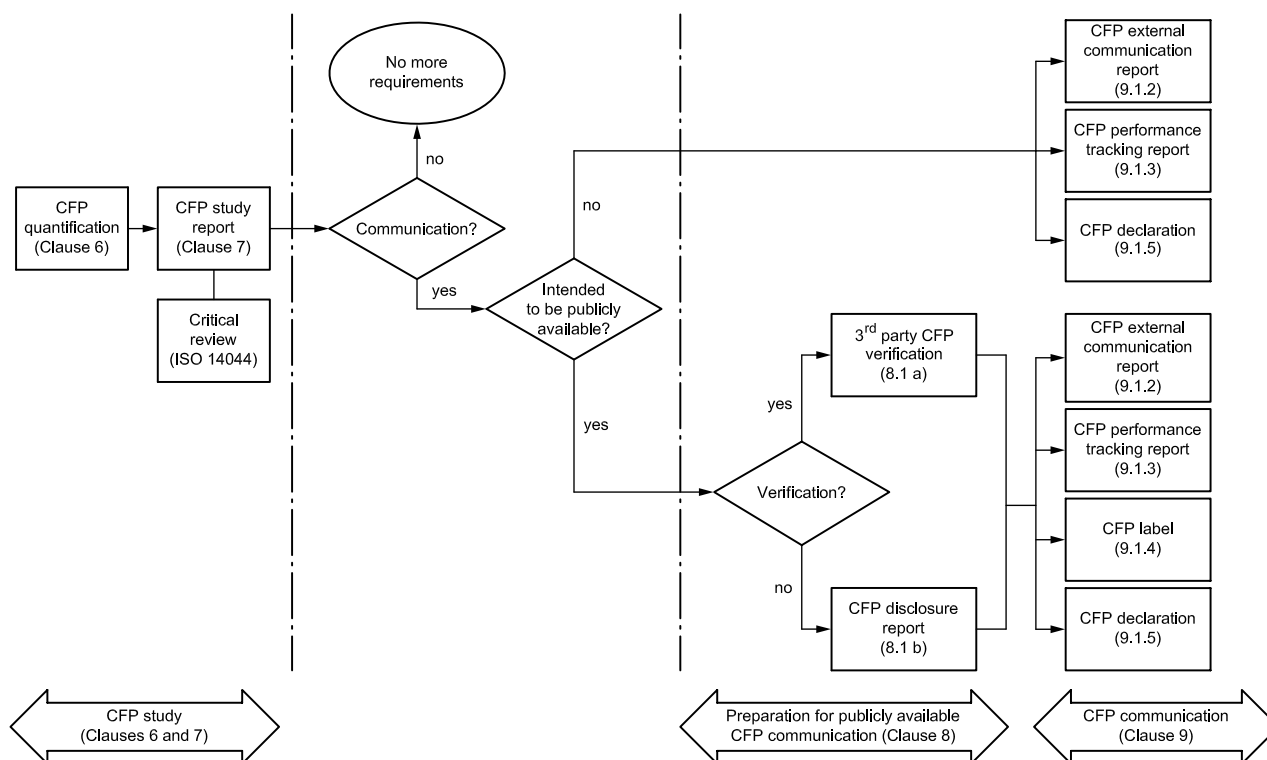 CFP
quantification
(Clause 6)
CFP study
report
(Clause 7)
Critical
review
(ISO 14044)
No more
requirements
no
Communication?
yes
Intended
to be publicly
available?
no
yes
Verification?
yes
no
3rd party CFP
verification
(8.1 a)
CFP disclosure
report
(8.1 b)
CFP external
communication
report
(9.1.2)
CFP performance
tracking report
(9.1.3)
CFP declaration
(9.1.5)
CFP external
communication
report
(9.1.2)
CFP performance
tracking report
(9.1.3)
CFP label
(9.1.4)
CFP declaration
(9.1.5)
CFP study
(Clauses 6 and 7)
Preparation for publicly available
CFP communication (Clause 8)
CFP communication
(Clause 9)